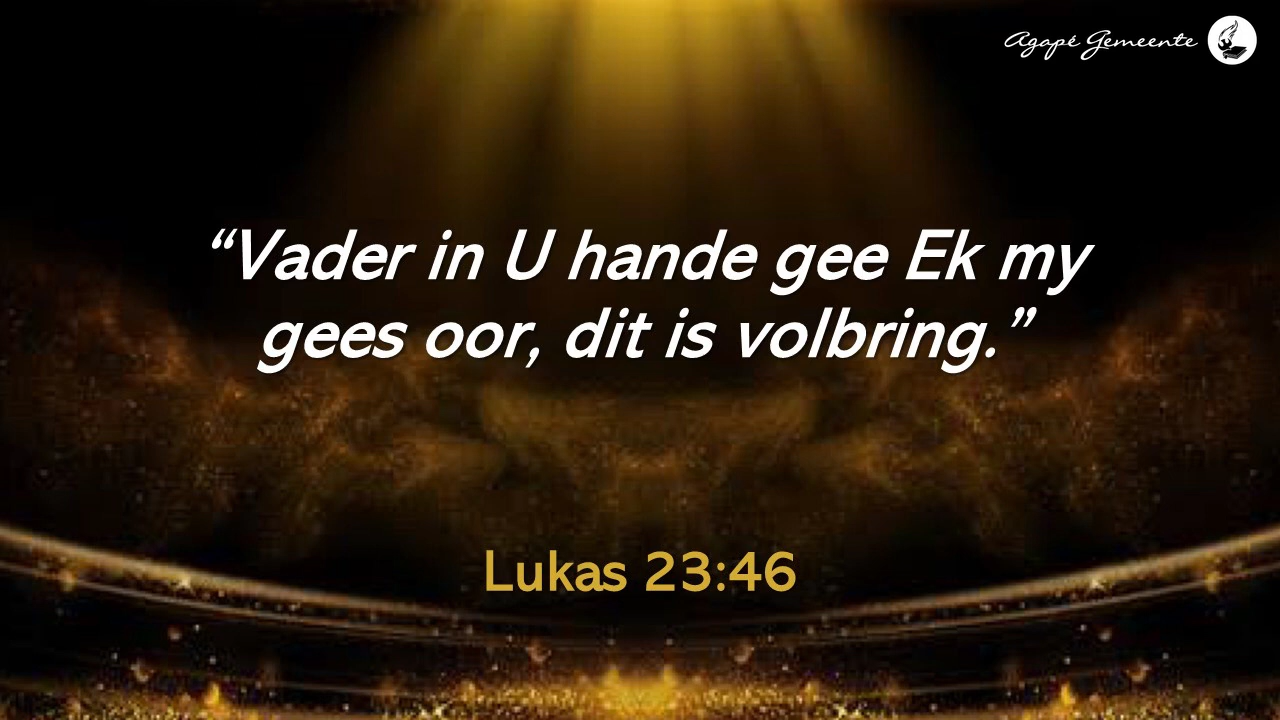 Agapé Gemeente
“Vader in U hande gee Ek my
gees oor, dit is volbring.”
Lukas 23:46